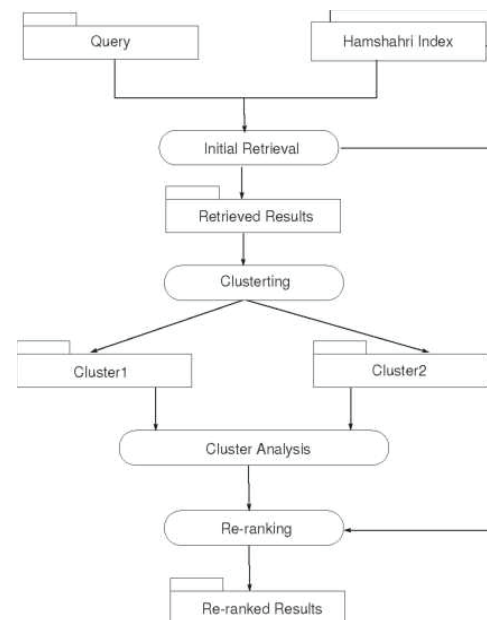 Query
Hamshahri Index
Initial Retrieval
Retrieved Results
Clusterting
Cluster1
Cluster2
Cluster Analysis
Re-ranking
Re-ranked Results